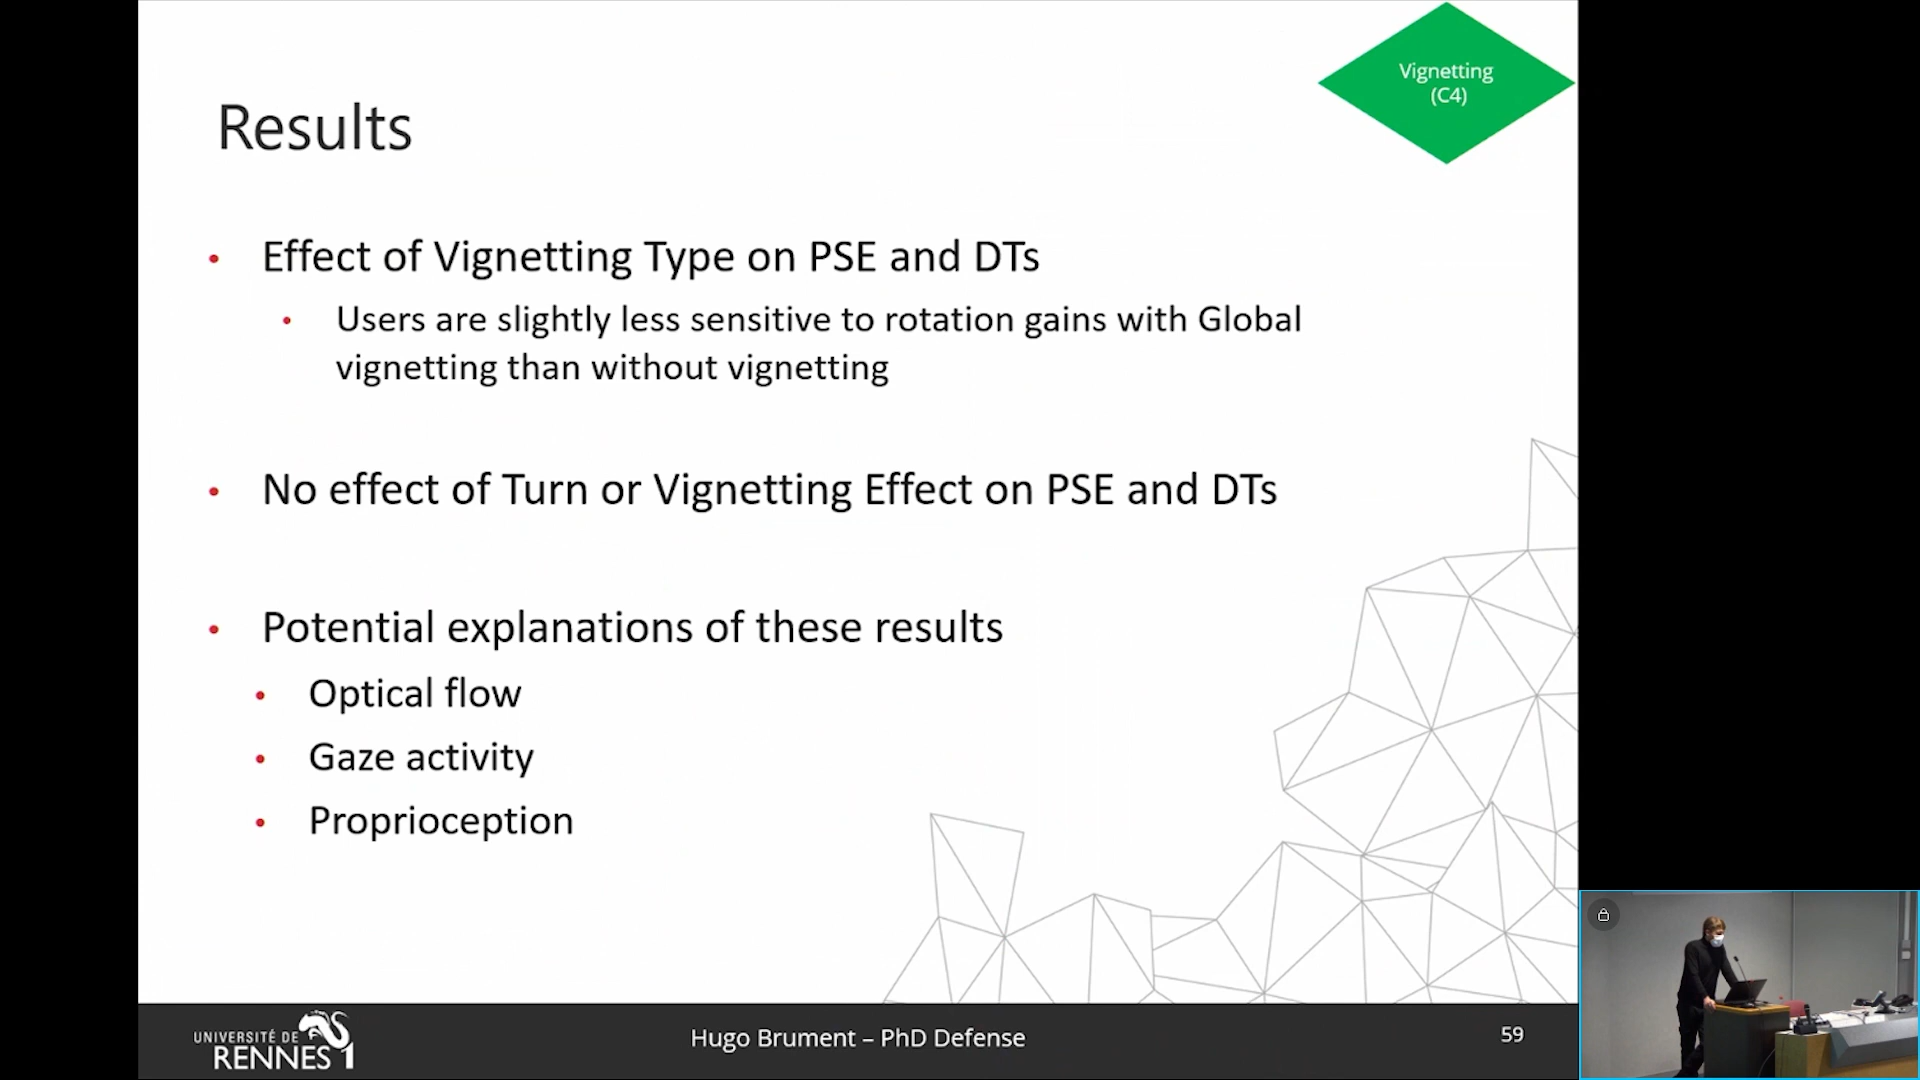 Vignetting
(C4)
Results
• Effect of Vignetting Type on PSE and DTs
• Users are slightly less sensitive to rotation gains with Global
vignetting than without vignetting
• No effect of Turn or Vignetting Effect on PSE and DTs
• Potential explanations of these results
• Optical flow
• Gaze activity
• Proprioception
UNIVERSITÉ DE
RENNES 1
Hugo Brument – PhD Defense
59